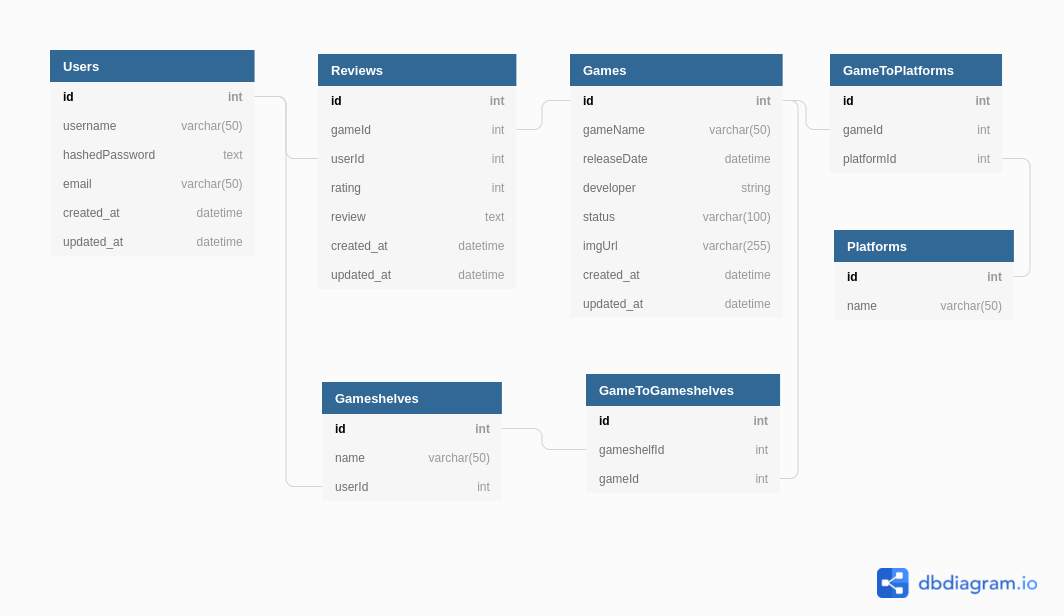 Users
id int
username varchar(50)
hashedPassword text
email varchar(50)
created_at datetime
updated_at datetime
Reviews
id int
gameId int
userId int
rating int
review text
created_at datetime
updated_at datetime
Games
id int
gameName varchar(50)
releaseDate datetime
developer string
status varchar(100)
imgUrl varchar(255)
created_at datetime
updated_at datetime
GameToPlatforms
id int
gameId int
platformId int
Platforms
id int
name varchar(50)
Gameshelves
id int
name varchar(50)
userId int
GameToGameshelves
id int
gameshelfId int
gameId int
dbdiagram.io